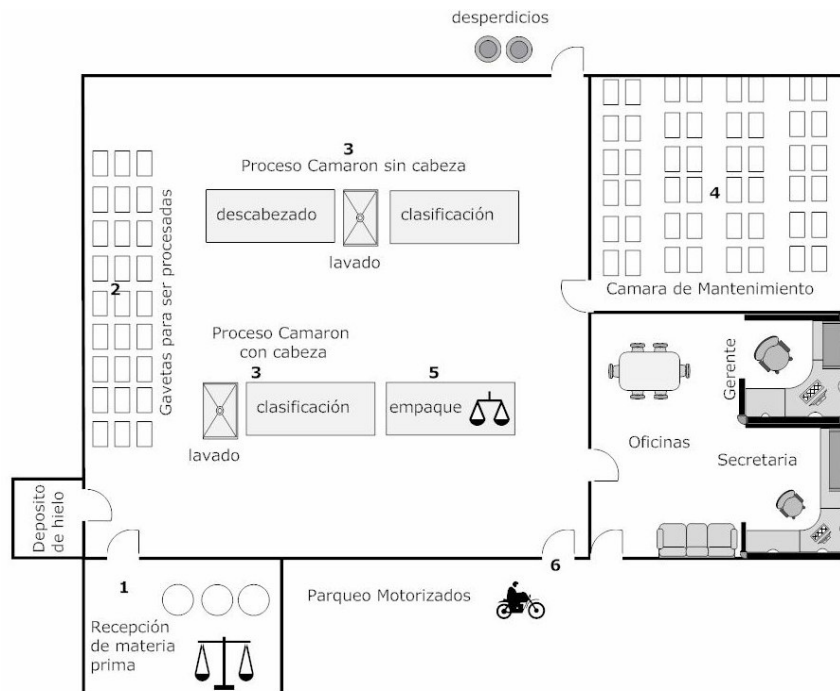 desperdicios
3
Proceso Camaron sin cabeza
descabezado
clasificación
lavado
2
Gavetas para ser procesadas
4
Camara de Mantenimiento
Proceso Camaron
con cabeza
3
5
clasificación
empaque
lavado
Gerente
Oficinas
Secretaria
Deposito
de hielo
1
Recepción
de materia
prima
Parqueo Motorizados
6